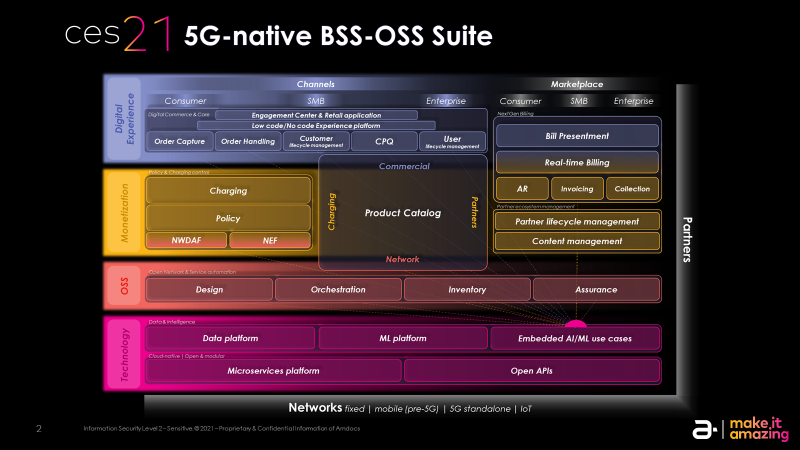 ces21 5G-native BSS-OSS Suite
Digital Experience
Channels
Marketplace
Consumer SMB Enterprise
Consumer SMB Enterprise
Digital Commerce & Care
Engagement Center & Retail application
Low code/No code Experience platform
Order Capture
Order Handling
Customer
lifecycle management
CPQ
User
lifecycle management
Next Gen Billing
Bill Presentment
Real-time Billing
AR
Invoicing
Collection
Monetization
Policy & Charging control
Charging
Policy
NWDAF
NEF
Commercial
Charging
Product Catalog
Partners
Network
Partner ecosystem management
Partner lifecycle management
Content management
Partners
OSS
Open Network & Service automation
Design
Orchestration
Inventory
Assurance
Technology
Data & Intelligence
Data platform
ML platform
Embedded AI/ML use cases
Cloud-native | Open & modular
Microservices platform
Open APIs
Networks fixed | mobile (pre-5G) | 5G standalone | IoT
2
Information Security Level 2 – Sensitive © 2021 – Proprietary & Confidential Information of Amdocs
a
make it
amazing